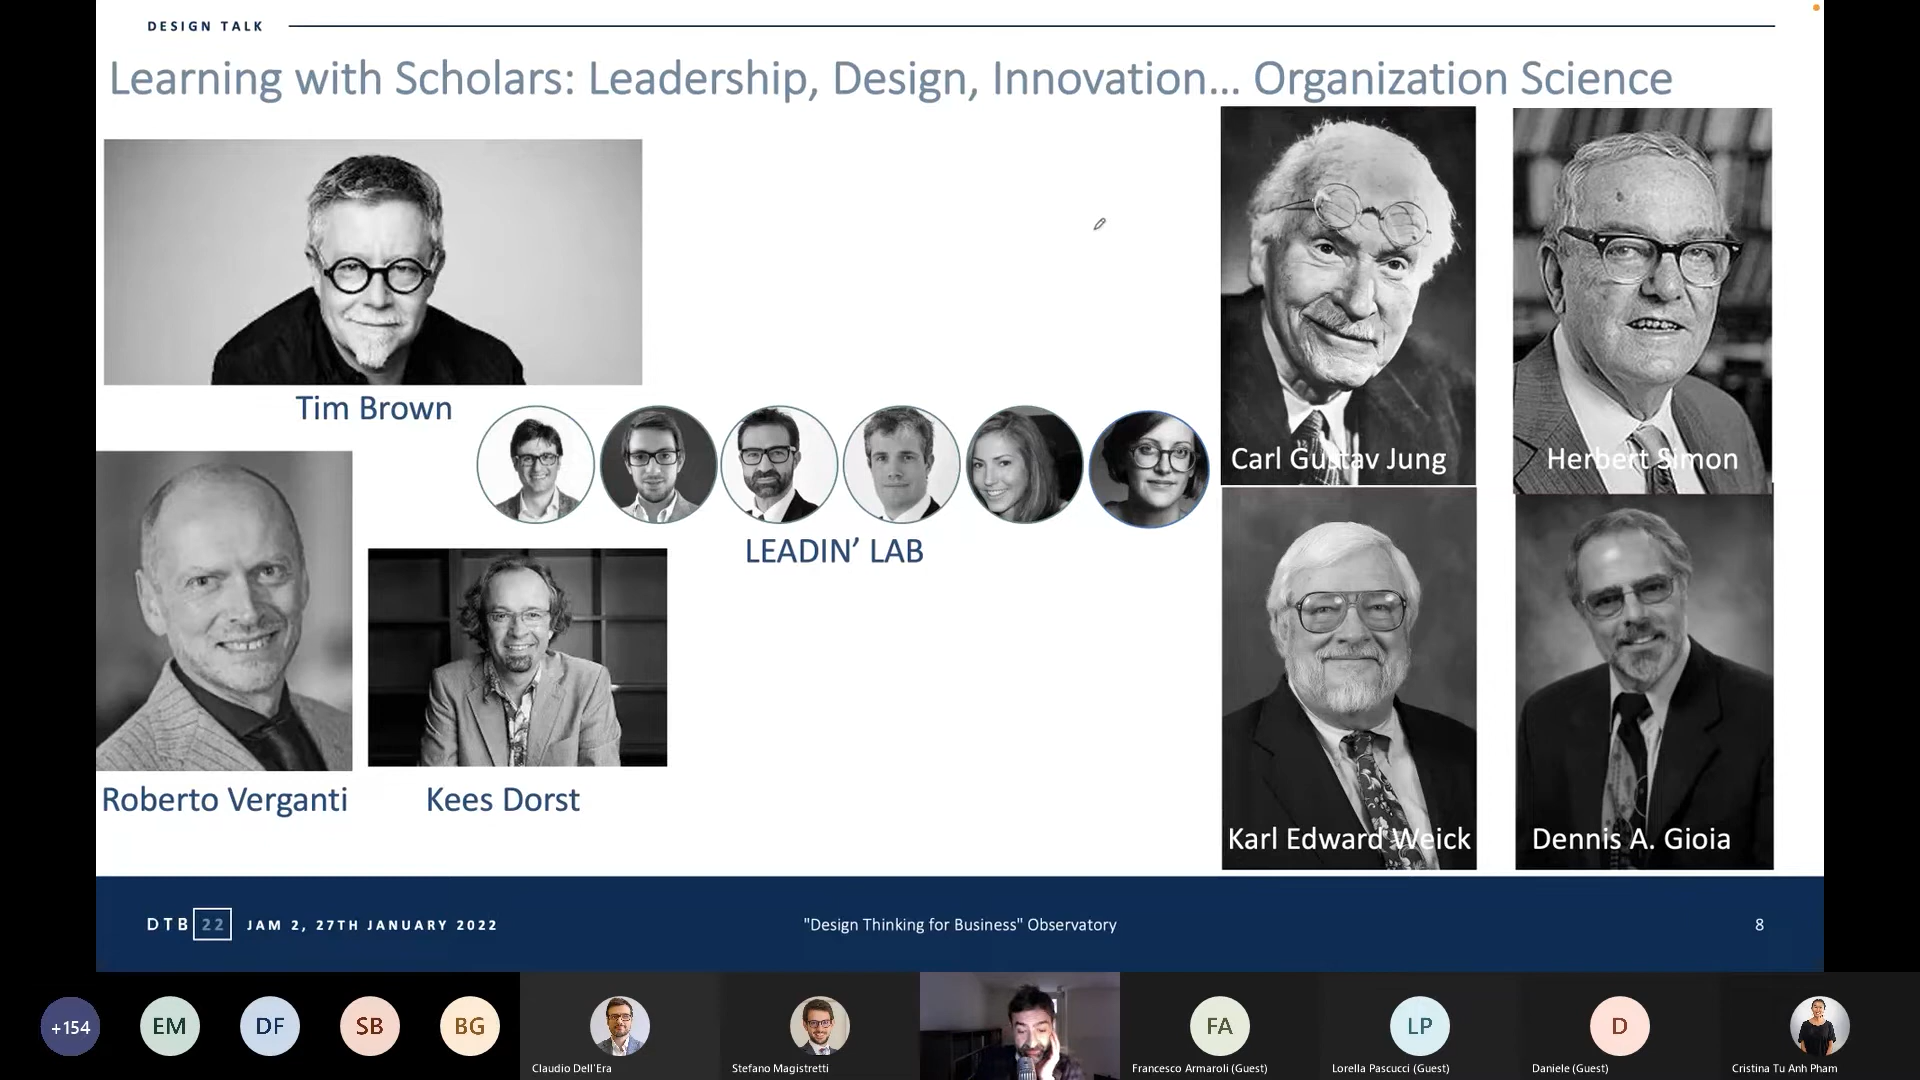 DESIGN TALK
Learning with Scholars: Leadership, Design, Innovation... Organization Science
Tim Brown
Carl Gustav Jung
Herbert Simon
LEADIN’ LAB
Roberto Verganti
Kees Dorst
Karl Edward Weick
Dennis A. Gioia
DTB 22 JAM 2, 27TH JANUARY 2022
"Design Thinking for Business" Observatory
8
+154
EM
DF
SB
BG
Claudio Dell'Era
Stefano Magistretti
FA
Francesco Armaroli (Guest)
LP
Lorella Pascucci (Guest)
D
Daniele (Guest)
Cristina Tu Anh Pham